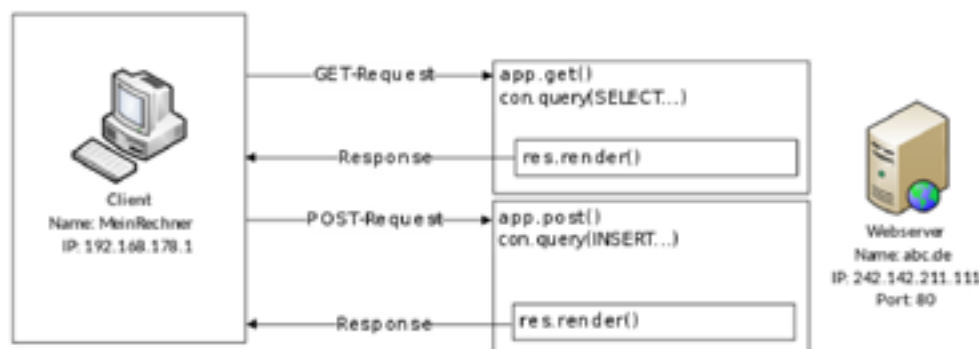 GET-Request
app.get()
con.query(SELECT...)
Response
res.render()
Client
Name: MeinRechner
IP: 192.168.178.1
POST-Request
app.post()
con.query(INSERT...)
Response
res.render()
Webserver
Name: abc.de
IP: 242.142.211.111
Port: 80